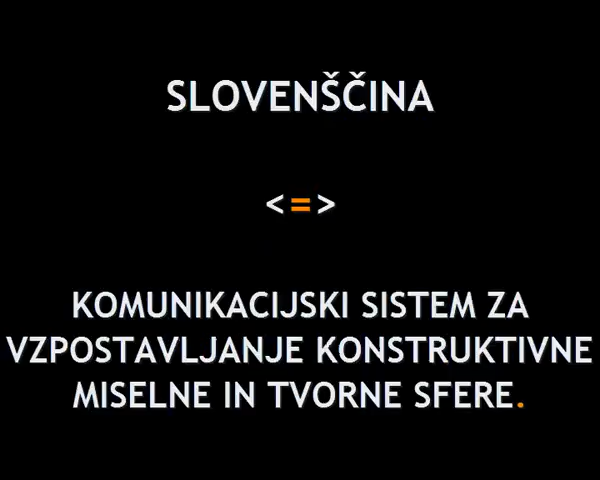 SLOVENŠČINA
<=>
KOMUNIKACIJSKI SISTEM ZA
VZPOSTAVLJANJE KONSTRUKTIVNE
MISELNE IN TVORNE SFERE.